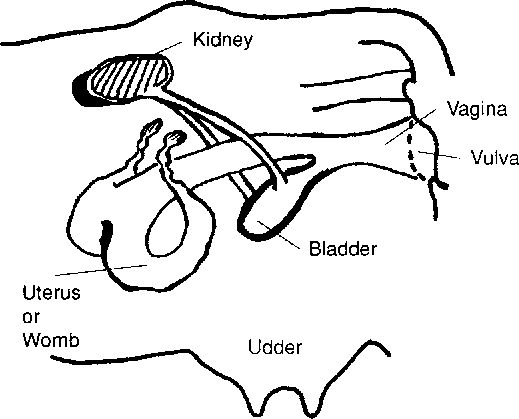 Kidney
Vagina
Vulva
Bladder
Uterus
or
Womb
Udder